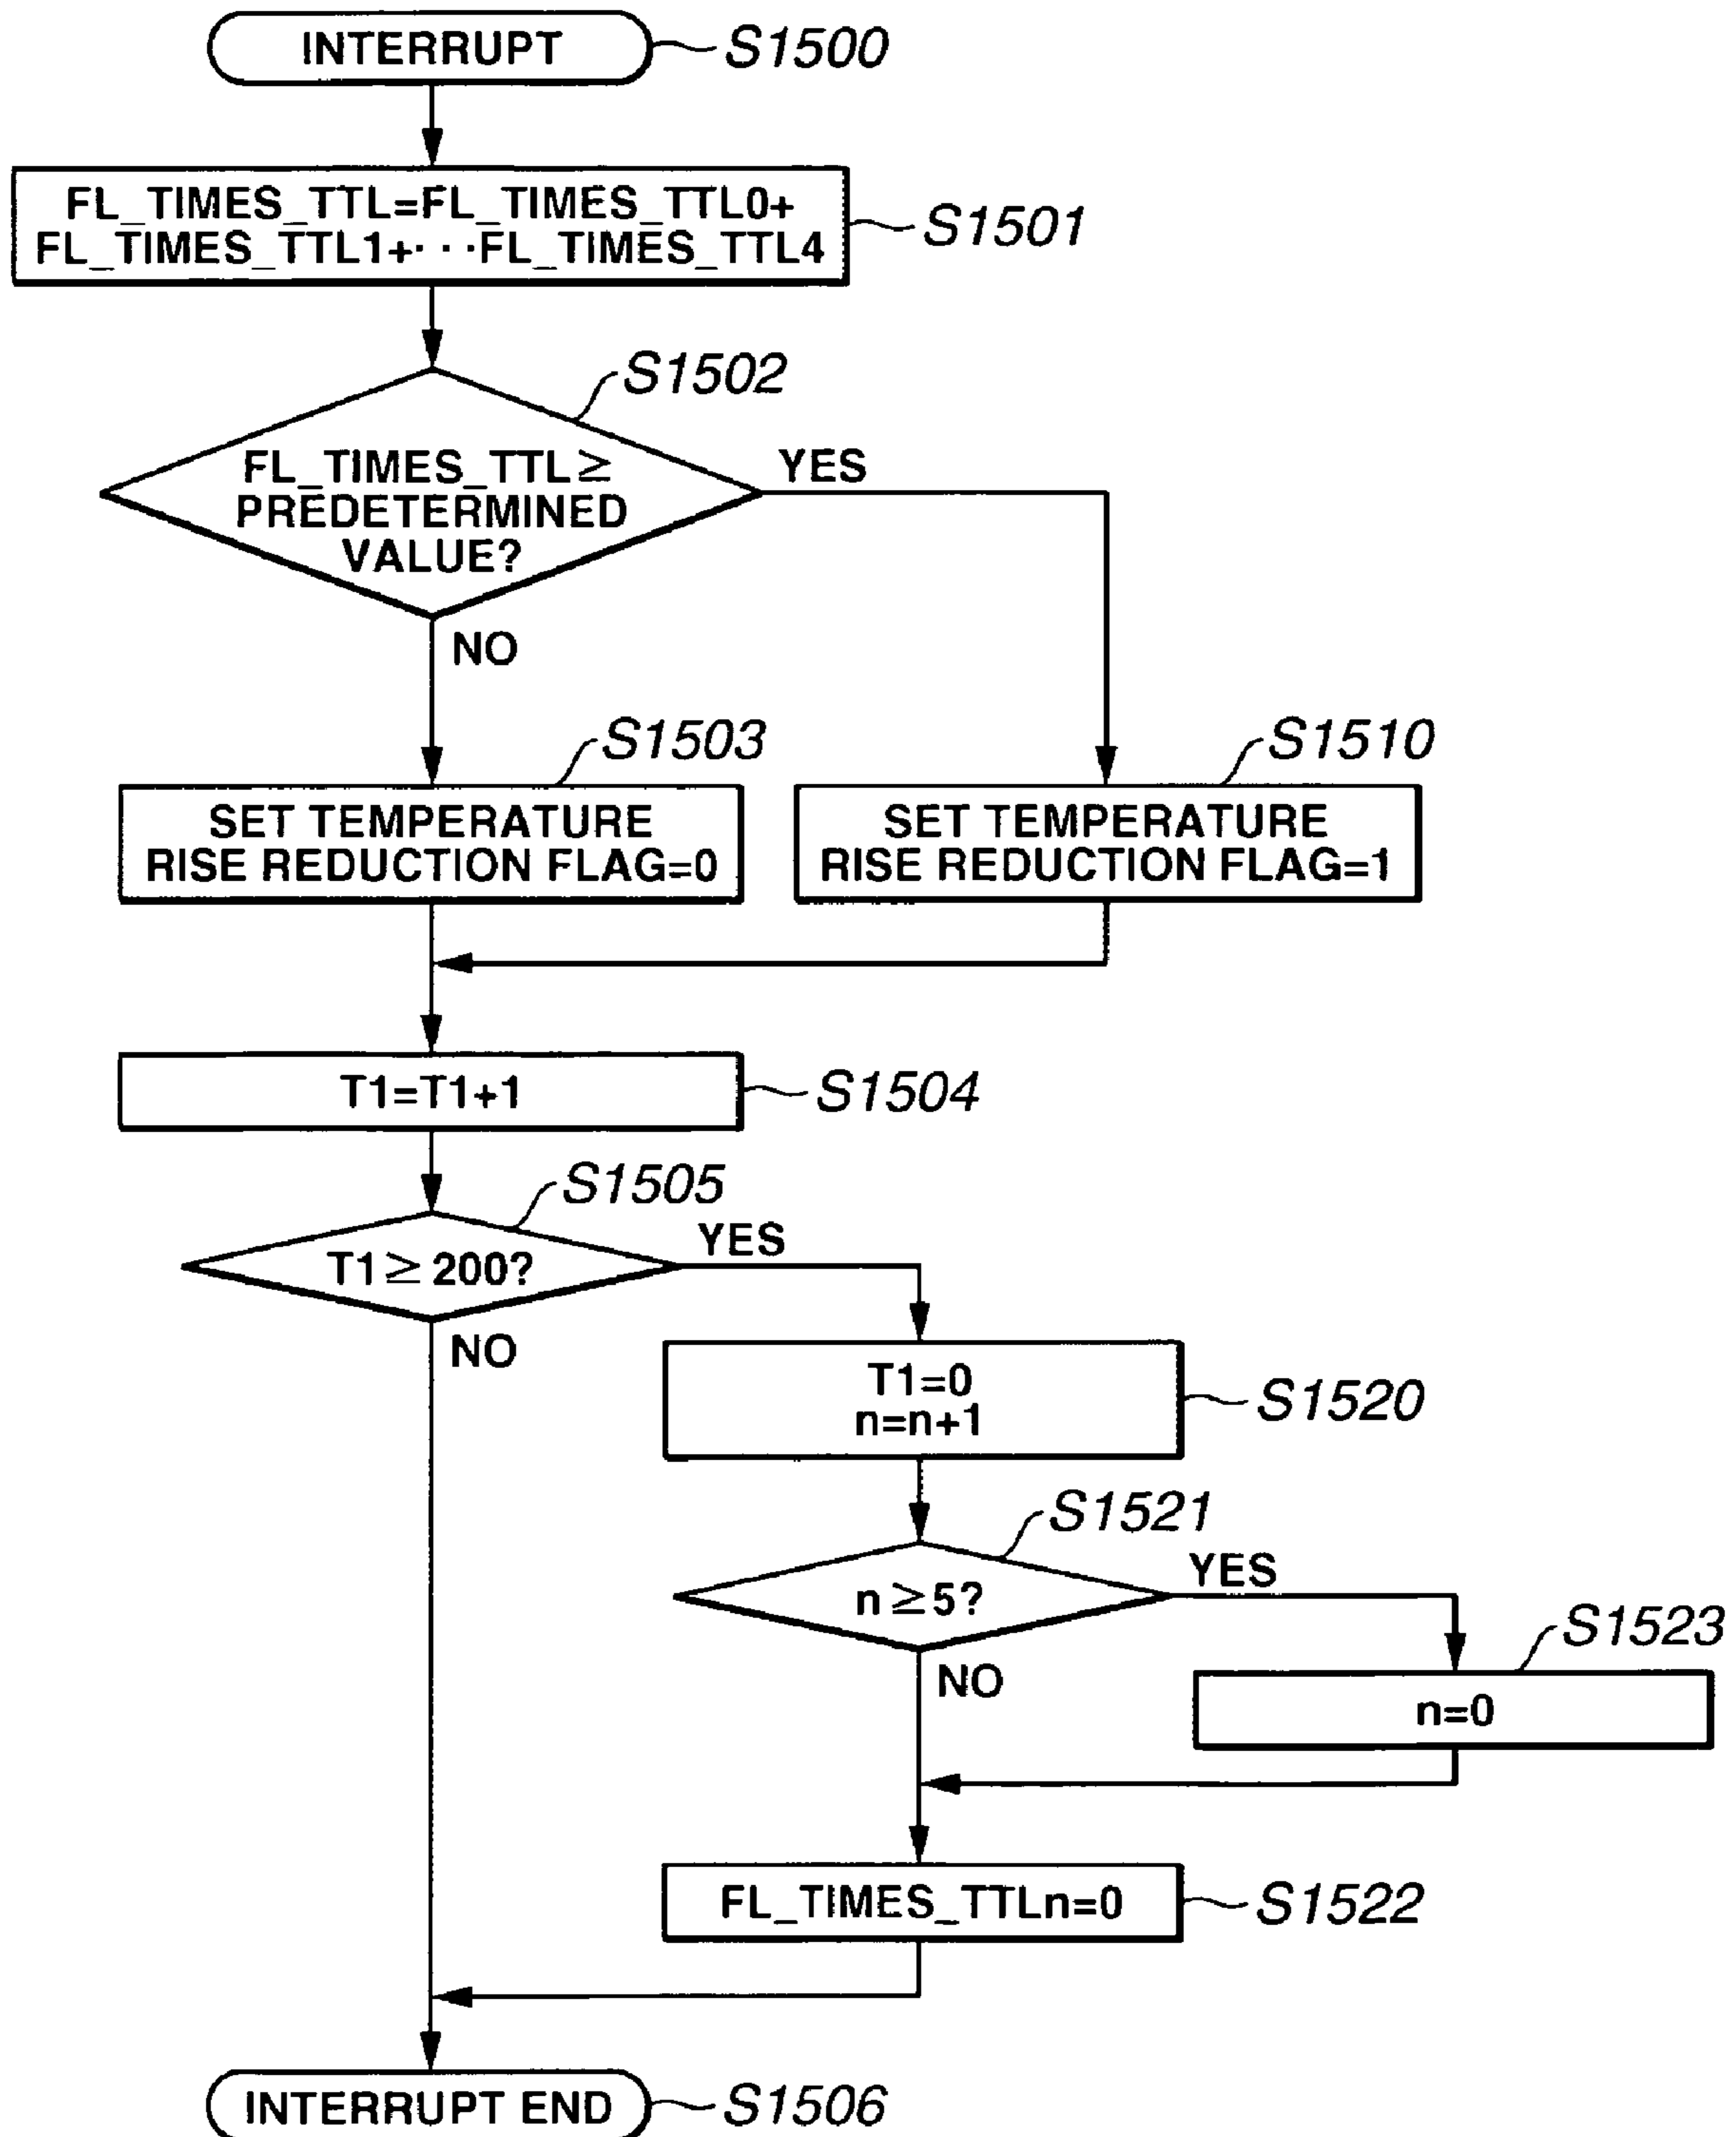 INTERRUPT
S1500
FL_TIMES_TTL=FL_TIMES_TTL0+
FL_TIMES_TTL1+···FL_TIMES_TTL4
S1501
S1502
FL_TIMES_TTL≥
PREDETERMINED
VALUE?
YES
NO
S1503
SET TEMPERATURE
RISE REDUCTION FLAG=0
S1510
SET TEMPERATURE
RISE REDUCTION FLAG=1
T1=T1+1
S1504
S1505
T1≥200?
YES
NO
T1=0
n=n+1
S1520
S1521
n≥5?
YES
NO
S1523
n=0
FL_TIMES_TTLn=0
S1522
INTERRUPT END
S1506